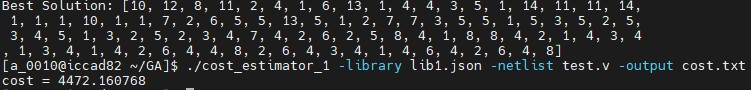 Best Solution: [10, 12, 8, 11, 2, 4, 1, 6, 13, 1, 4, 4, 3, 5, 1, 14, 11, 11, 14,
 1, 1, 1, 10, 1, 1, 7, 2, 6, 5, 5, 13, 5, 1, 2, 7, 7, 3, 5, 5, 1, 5, 3, 5, 2, 5,
 3, 4, 5, 1, 3, 2, 5, 2, 3, 4, 7, 6, 2, 6, 2, 5, 8, 4, 1, 8, 4, 2, 1, 4, 3, 4
, 1, 3, 4, 1, 4, 2, 6, 4, 4, 8, 2, 6, 4, 3, 4, 1, 4, 6, 4, 2, 6, 4, 8]
[a_0010@iccad82 ~/GA]$ ./cost_estimator_1 -library lib1.json -netlist test.v -output cost.txt
cost = 4472.160768